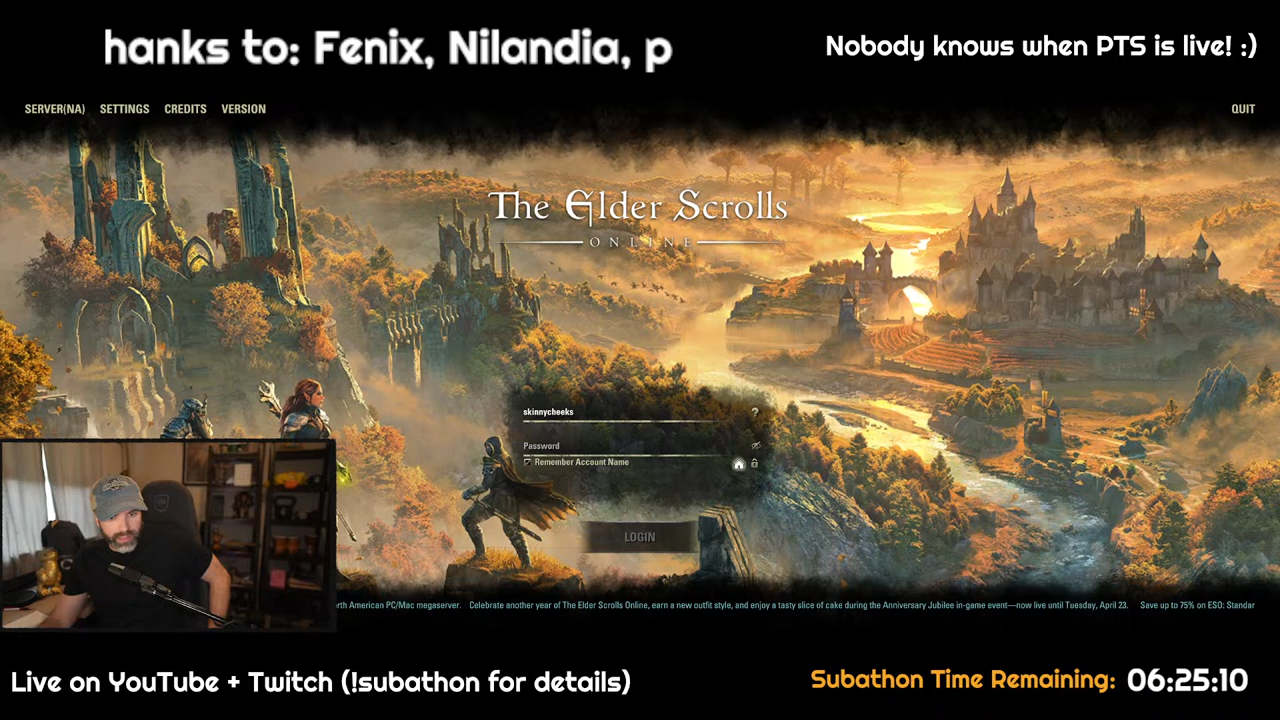 hanks to: Fenix, Nilandia, p
Nobody knows when PTS is live! :)
SERVER(NA) SETTINGS CREDITS VERSION
QUIT
The Elder Scrolls
ONLINE
skinnycheeks
?
Password
Remember Account Name
LOGIN
rth American PC/Mac megaserver. Celebrate another year of The Elder Scrolls Online, earn a new outfit style, and enjoy a tasty slice of cake during the Anniversary Jubilee in-game event—now live until Tuesday, April 23. Save up to 75% on ESO: Standar
Live on YouTube + Twitch (!subathon for details)
Subathon Time Remaining: 06:25:10